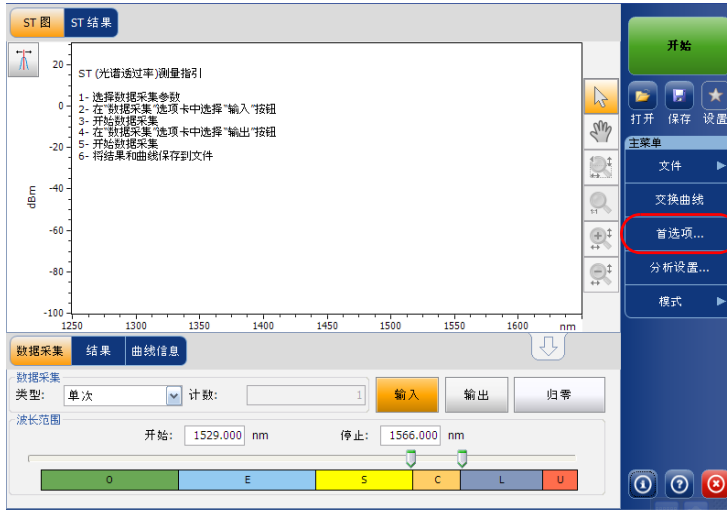 ST 图
ST 结果
开始
ST (光谱透过率)测量指引
1- 选择数据采集参数
2- 在"数据采集"选项卡中选择"输入"按钮
3- 开始数据采集
4- 在"数据采集"选项卡中选择"输出"按钮
5- 开始数据采集
6- 将结果和曲线保存到文件
20
0
-20
-40
-60
-80
-100
dBm
1250 1300 1350 1400 1450 1500 1550 1600 nm
1:1
打开 保存 设置
主菜单
文件
交换曲线
首选项...
分析设置...
模式
数据采集 结果 曲线信息
数据采集
类型: 单次 计数: 1 输入 输出 归零
波长范围
开始: 1529.000 nm 停止: 1566.000 nm
O E S C L U